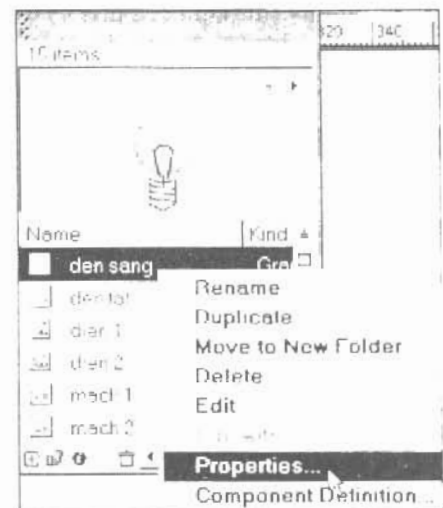 320 340
15 items
Name Kind
den sang Grap
den tat
dien 1
dien 2
mach 1
mach 2
Rename
Duplicate
Move to New Folder
Delete
Edit
Properties...
Component Definition...